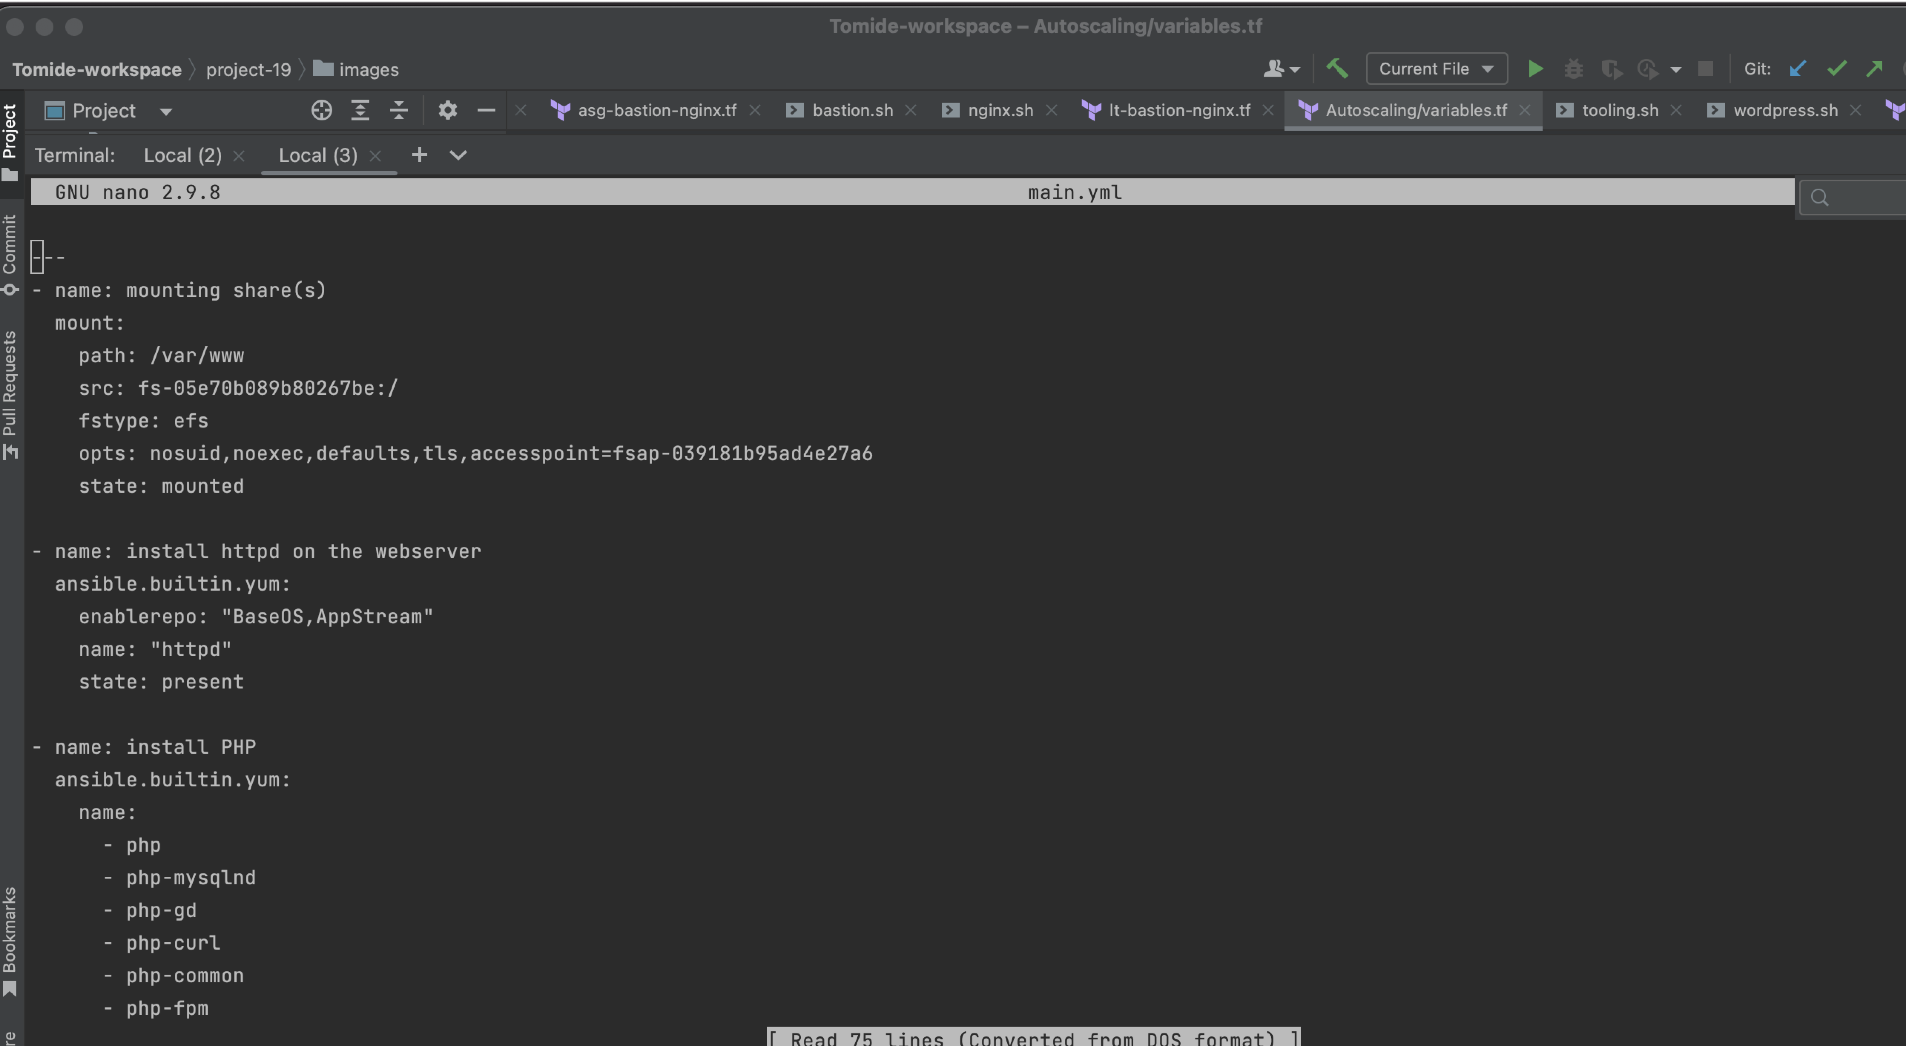 Tomide-workspace – Autoscaling/variables.tf
Tomide-workspace project-19 images
Current File
Git:
Project
asg-bastion-nginx.tf
bastion.sh
nginx.sh
lt-bastion-nginx.tf
Autoscaling/variables.tf
tooling.sh
wordpress.sh
Terminal: Local (2) Local (3)
Project
Commit
Pull Requests
Bookmarks
GNU nano 2.9.8 main.yml
---
- name: mounting share(s)
  mount:
    path: /var/www
    src: fs-05e70b089b80267be:/
    fstype: efs
    opts: nosuid,noexec,defaults,tls,accesspoint=fsap-039181b95ad4e27a6
    state: mounted
- name: install httpd on the webserver
  ansible.builtin.yum:
    enablerepo: "BaseOS,AppStream"
    name: "httpd"
    state: present
- name: install PHP
  ansible.builtin.yum:
    name:
      - php
      - php-mysqlnd
      - php-gd
      - php-curl
      - php-common
      - php-fpm
[ Read 75 lines (Converted from DOS format) ]